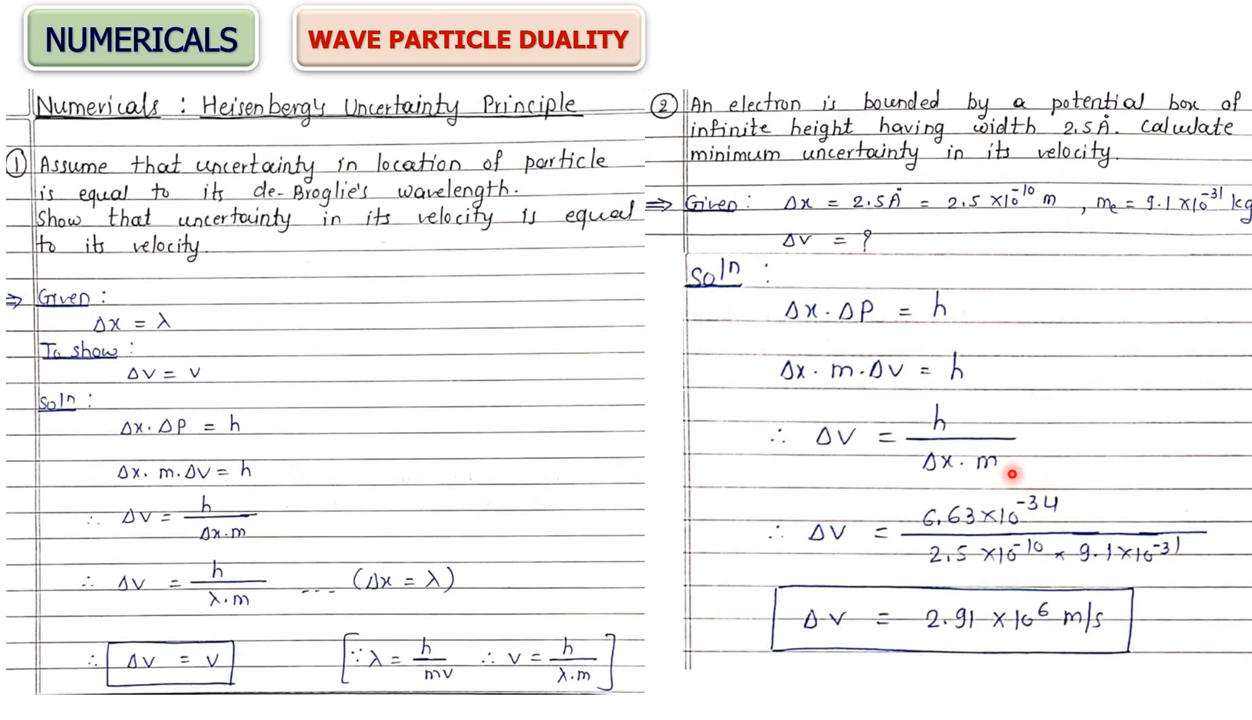 NUMERICALS
WAVE PARTICLE DUALITY
Numericals : Heisenberg's Uncertainty Principle
① Assume that uncertainty in location of particle
is equal to its de-Broglie's wavelength.
Show that uncertainty in its velocity is equal
to its velocity.
⇒ Given :
Δx = λ
To show :
Δv = v
Soln :
Δx. ΔP = h
Δx. m. Δv = h
∴ Δv = h / Δx.m
∴ Δv = h / λ.m --- (Δx = λ)
∴ Δv = v [∵ λ = h / mv ∴ v = h / λ.m]
② An electron is bounded by a potential box of
infinite height having width 2.5Å. Calculate
minimum uncertainty in its velocity.
⇒ Given : Δx = 2.5Å = 2.5 ×10⁻¹⁰ m , me = 9.1 ×10⁻³¹ kg
Δv = ?
Soln :
Δx. ΔP = h
Δx. m. Δv = h
∴ Δv = h / Δx. m
∴ Δv = 6.63×10⁻³⁴ / 2.5 ×10⁻¹⁰ × 9.1×10⁻³¹
Δv = 2.91 ×10⁶ m/s